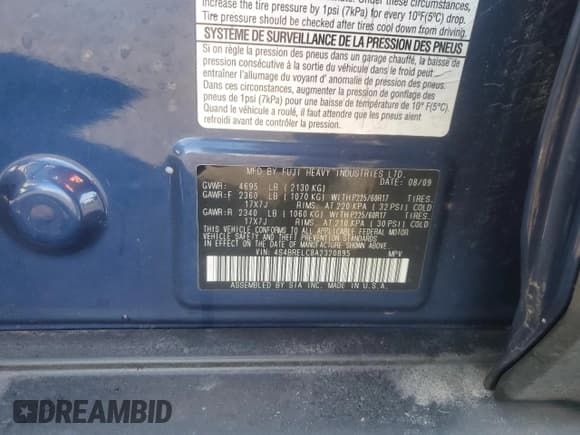 increase the tire pressure by 1psi (7kPa) for every 10°F(5°C) drop.
Tire pressure should be checked after tires cool down from driving.
SYSTÈME DE SURVEILLANCE DE LA PRESSION DES PNEUS
Si on règle la pression des pneus dans un garage chauffé, la baisse de
pression consécutive à la sortie du véhicule dans le froid peut
entraîner l'allumage du voyant d' anomalie de pression des pneus.
Dans ces circonstances, augmenter la pression de gonflage des
pneus de 1psi (7kPa) pour une baisse de température de 10° F(5°C).
Quand le véhicule a roulé, il faut attendre que les pneus aient
refroidi avant de contrôler la pression.
MFD BY FUJI HEAVY INDUSTRIES LTD.
GVWR: 4695 LB (2130 KG) DATE: 08/09
GAWR:F 2360 LB (1070 KG) WITH P225/60R17 TIRES.
17X7J RIMS. AT 220 KPA (32 PSI) COLD
GAWR:R 2340 LB (1060 KG) WITH P225/60R17 TIRES.
17X7J RIMS. AT 210 KPA (30 PSI) COLD
THIS VEHICLE CONFORMS TO ALL APPLICABLE FEDERAL MOTOR
VEHICLE SAFETY AND THEFT PREVENTION STANDARDS
IN EFFECT ON THE DATE OF MANUFACTURE SHOWN ABOVE.
VIN: 4S4BRELC8A2320895 MPV
ASSEMBLED BY SIA INC. MADE IN U.S.A.
DREAMBID